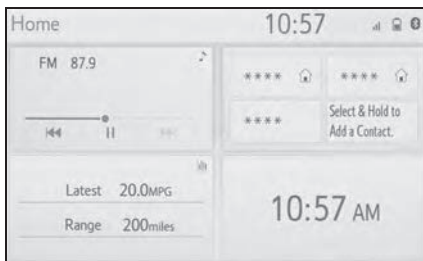 Home 10:57
FM 87.9
**** ****
**** Select & Hold to
Add a Contact.
Latest 20.0MPG
Range 200miles
10:57 AM